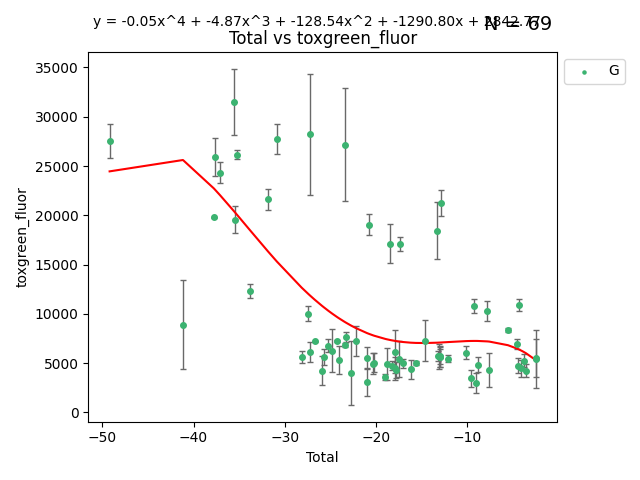 y = -0.05x^4 + -4.87x^3 + -128.54x^2 + -1290.80x + 2842.77
N = 69
Total vs toxgreen_fluor
G
35000
30000
25000
20000
15000
10000
5000
0
toxgreen_fluor
−50
−40
−30
−20
−10
Total